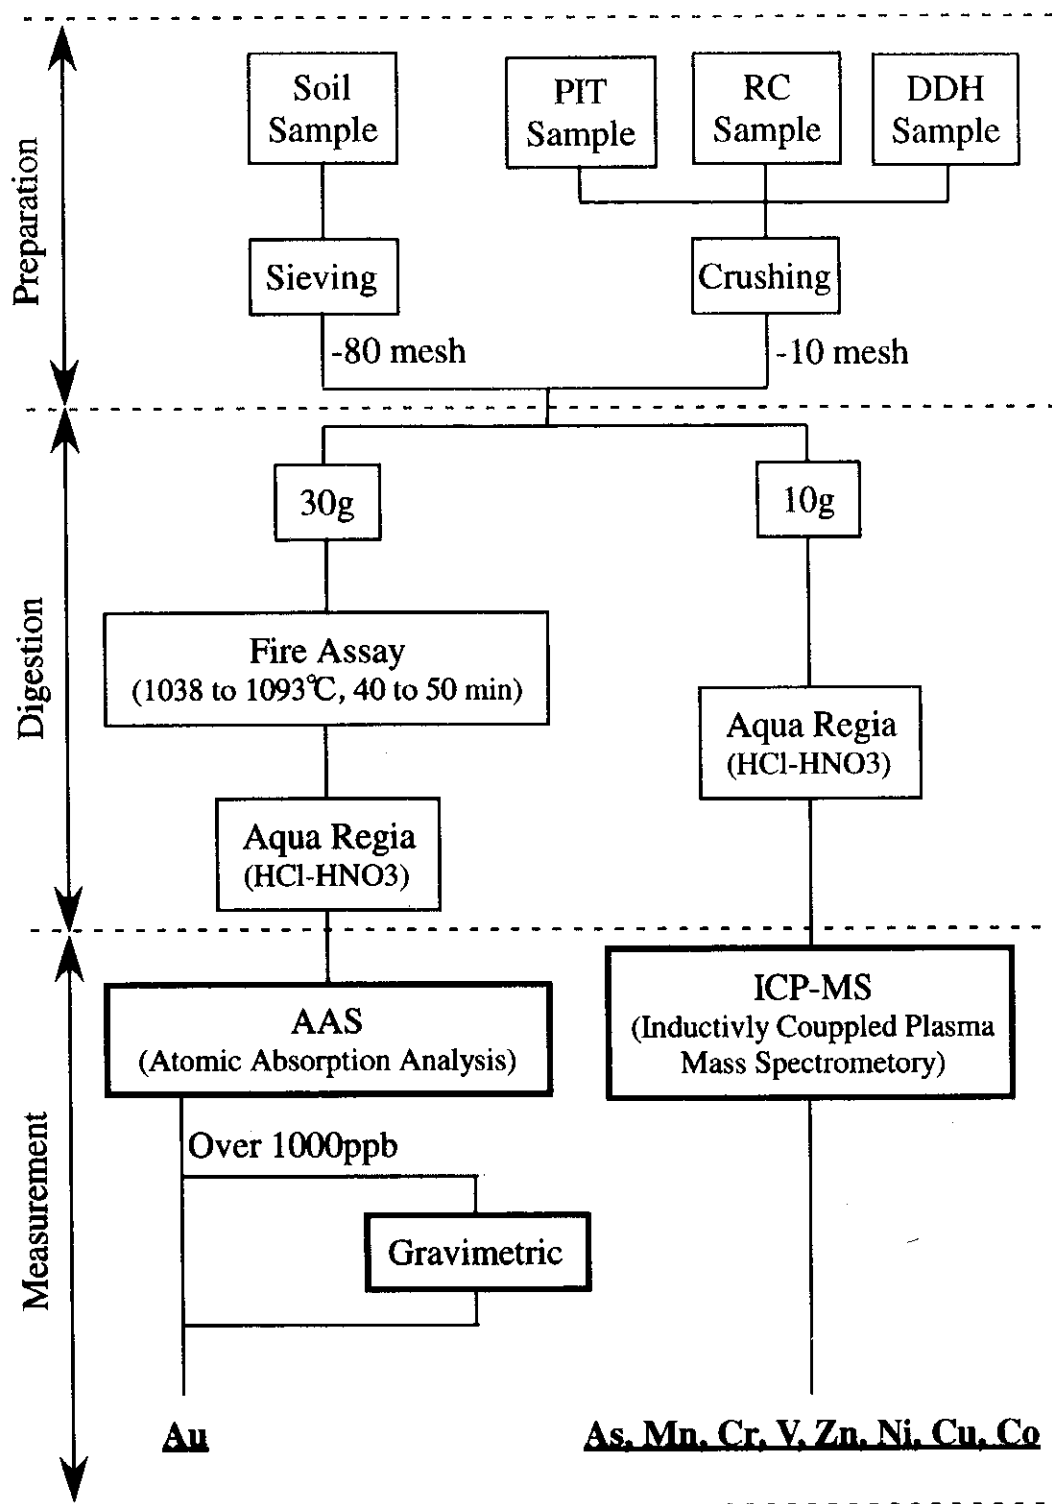 Preparation
Soil
Sample
PIT
Sample
RC
Sample
DDH
Sample
Sieving
Crushing
-80 mesh
-10 mesh
Digestion
30g
10g
Fire Assay
(1038 to 1093℃, 40 to 50 min)
Aqua Regia
(HCl-HNO3)
Aqua Regia
(HCl-HNO3)
Measurement
AAS
(Atomic Absorption Analysis)
ICP-MS
(Inductivly Couppled Plasma
Mass Spectrometory)
Over 1000ppb
Gravimetric
Au
As, Mn, Cr, V, Zn, Ni, Cu, Co